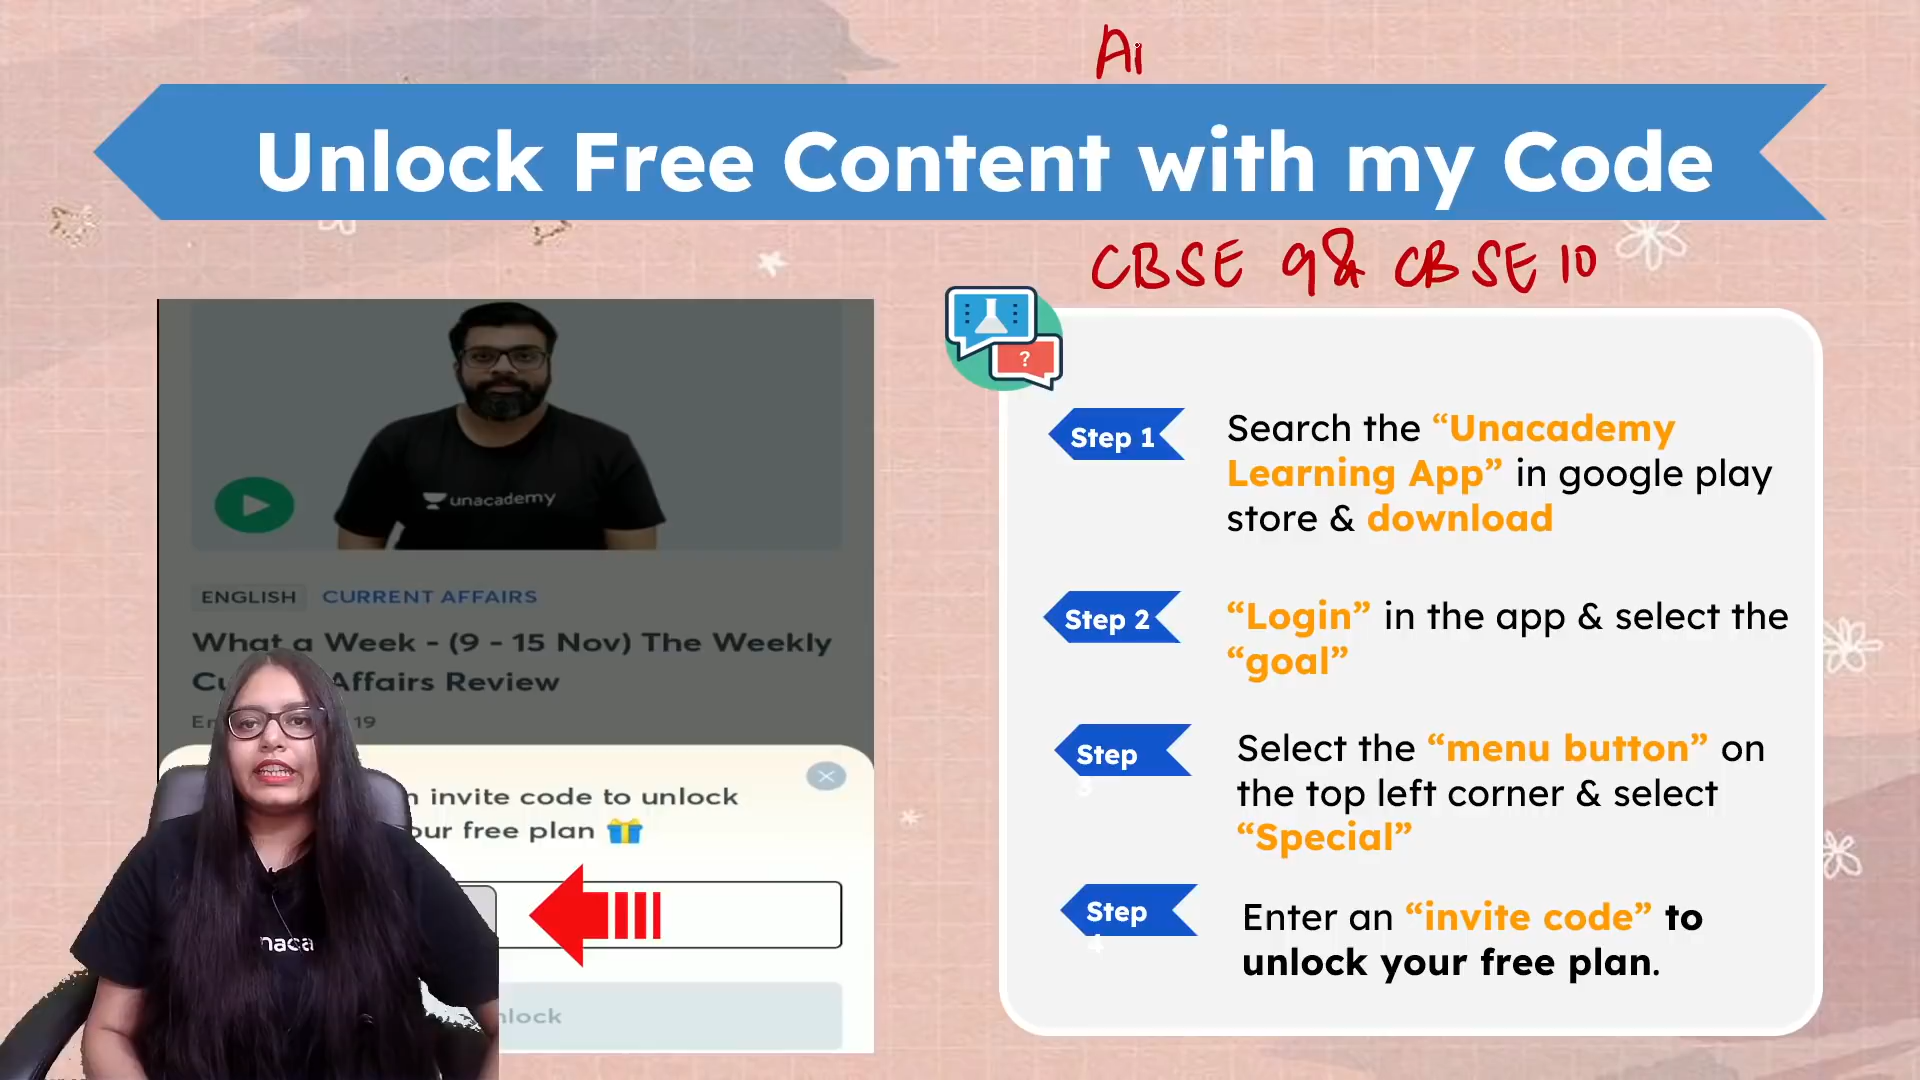 Ai
Unlock Free Content with my Code
CBSE 9 & CBSE 10
unacademy
ENGLISH CURRENT AFFAIRS
What a Week - (9 - 15 Nov) The Weekly
Affairs Review
19
invite code to unlock
free plan
?
Step 1
Search the “Unacademy
Learning App” in google play
store & download
Step 2
“Login” in the app & select the
“goal”
Step
3
Select the “menu button” on
the top left corner & select
“Special”
Step
4
Enter an “invite code” to
unlock your free plan.